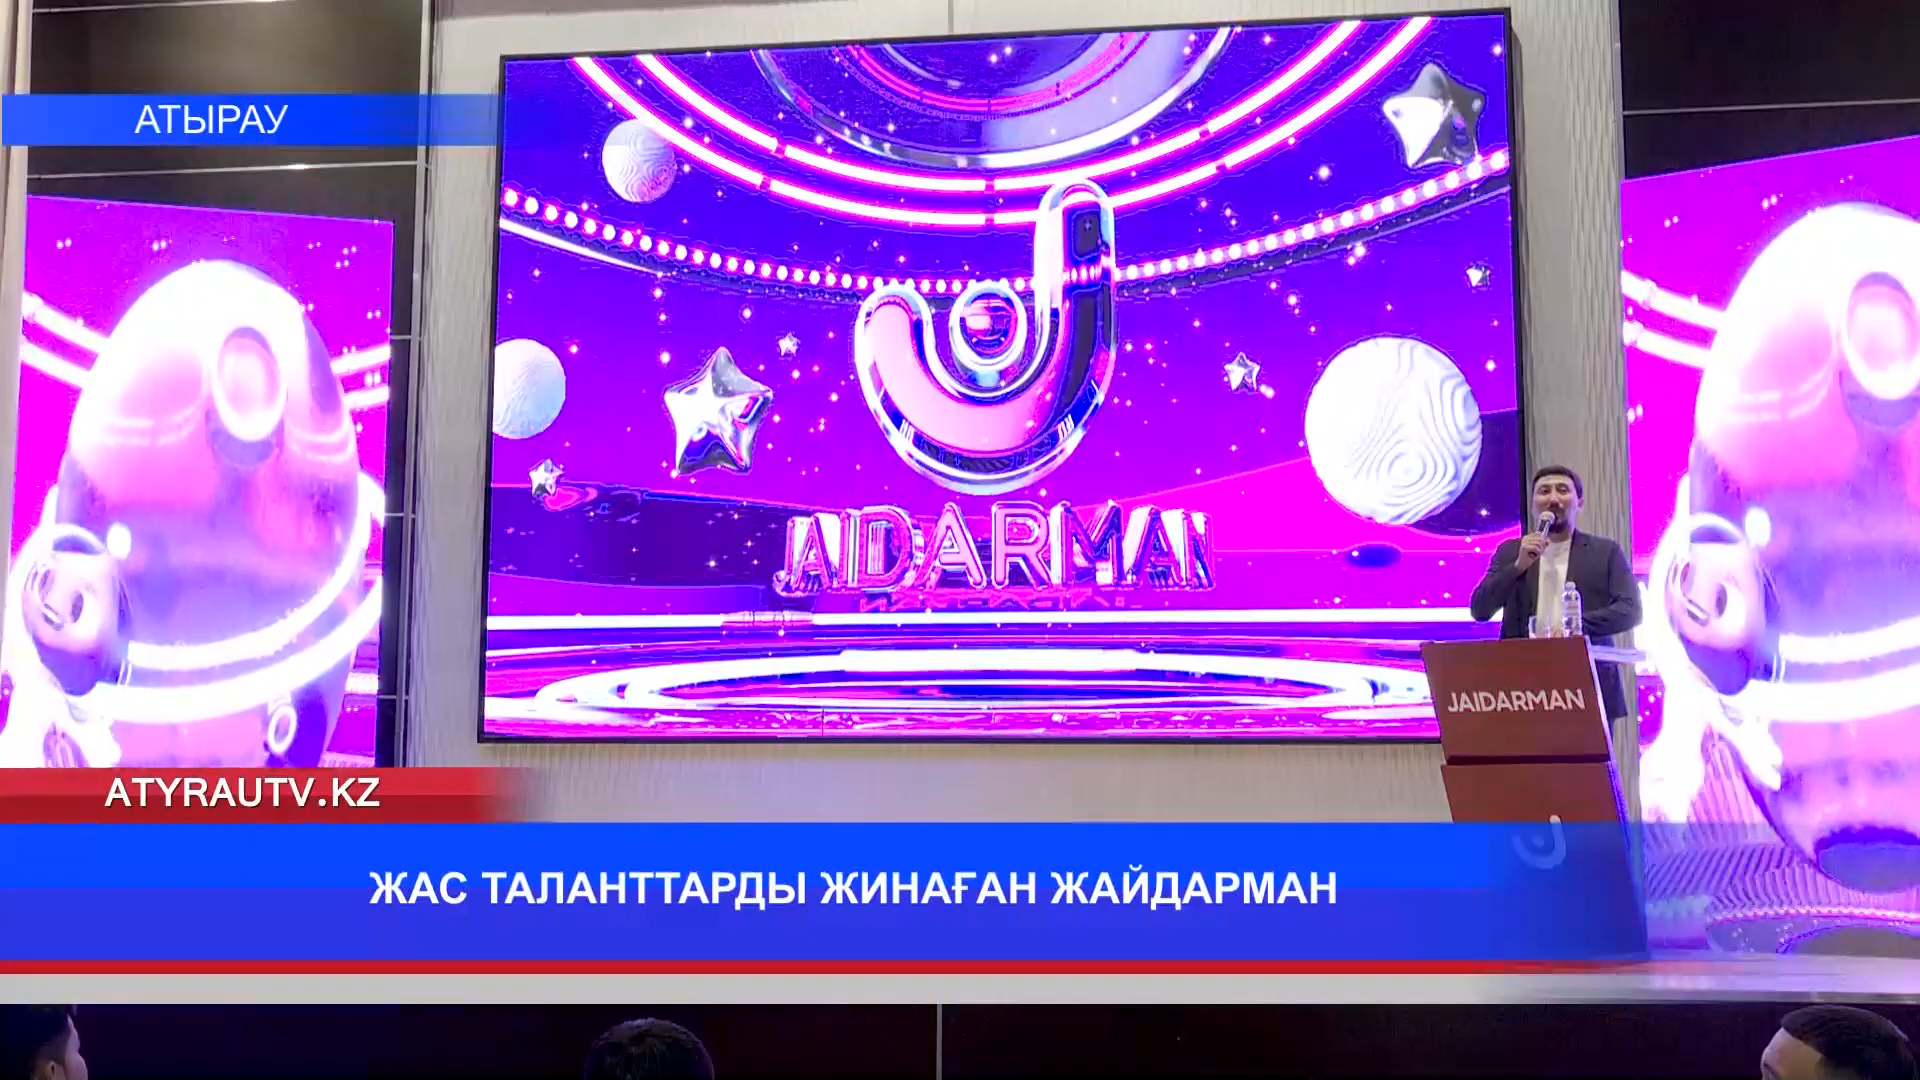 АТЫРАУ
JAIDARMAN
JAIDARMAN
ATYRAUTV.KZ
ЖАС ТАЛАНТТАРДЫ ЖИНАҒАН ЖАЙДАРМАН